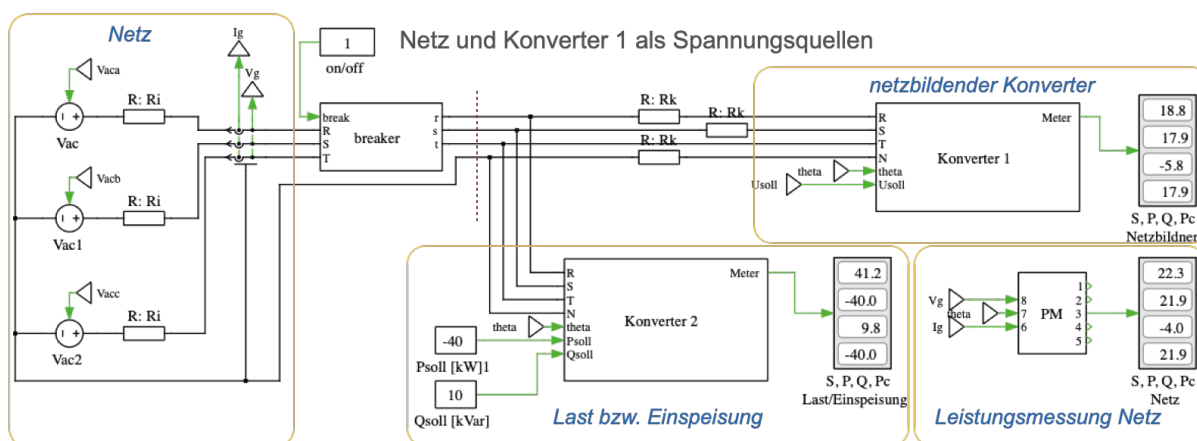 Netz und Konverter 1 als Spannungsquellen
Netz
Ig
Vg
1
on/off
Vaca
R: Ri
Vac
Vacb
R: Ri
Vac1
Vacc
R: Ri
Vac2
break
R
S
T
breaker
r
s
t
R: Rk
R: Rk
R: Rk
netzbildender Konverter
R
S
T
N
theta
Usoll
theta
Usoll
Konverter 1
Meter
18.8
17.9
-5.8
17.9
S, P, Q, Pc
Netzbildner
R
S
T
N
theta
Psoll
Qsoll
theta
Konverter 2
Meter
-40
Psoll [kW]1
10
Qsoll [kVar]
41.2
-40.0
9.8
-40.0
S, P, Q, Pc
Last/Einspeisung
Last bzw. Einspeisung
Vg
theta
Ig
8
7
6
PM
1
2
3
4
5
22.3
21.9
-4.0
21.9
S, P, Q, Pc
Netz
Leistungsmessung Netz